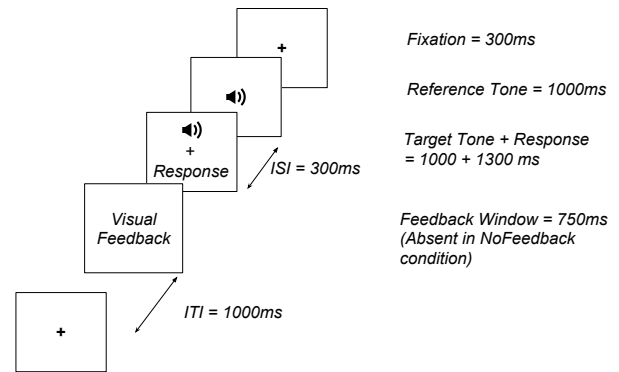 +
Fixation = 300ms
Reference Tone = 1000ms
+
Response
Target Tone + Response
= 1000 + 1300 ms
ISI = 300ms
Visual
Feedback
Feedback Window = 750ms
(Absent in NoFeedback
condition)
ITI = 1000ms
+